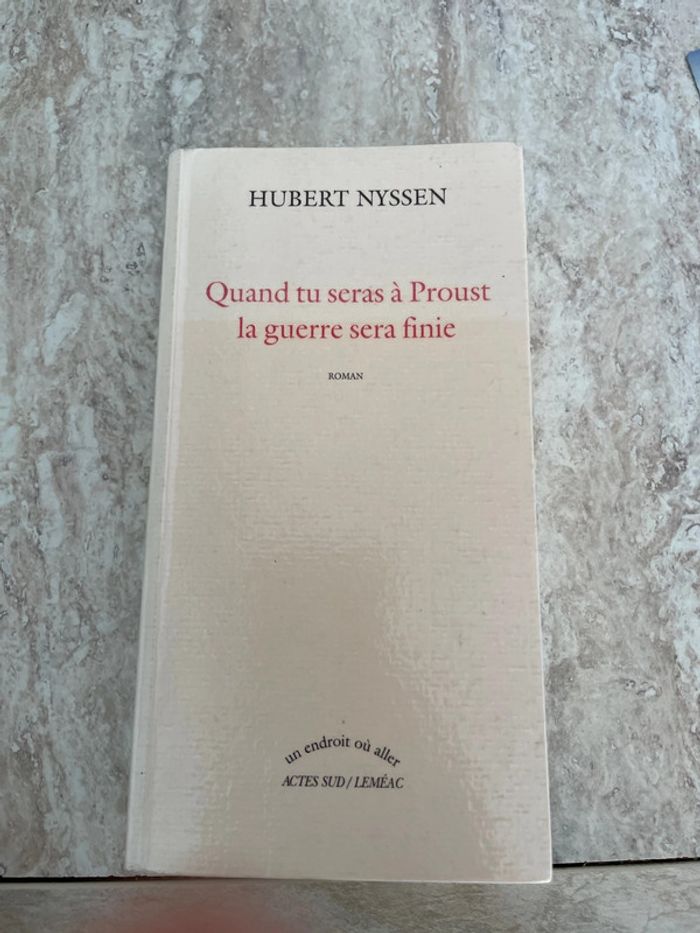 HUBERT NYSSEN
Quand tu seras à Proust
la guerre sera finie
ROMAN
un endroit où aller
ACTES SUD / LEMÉAC